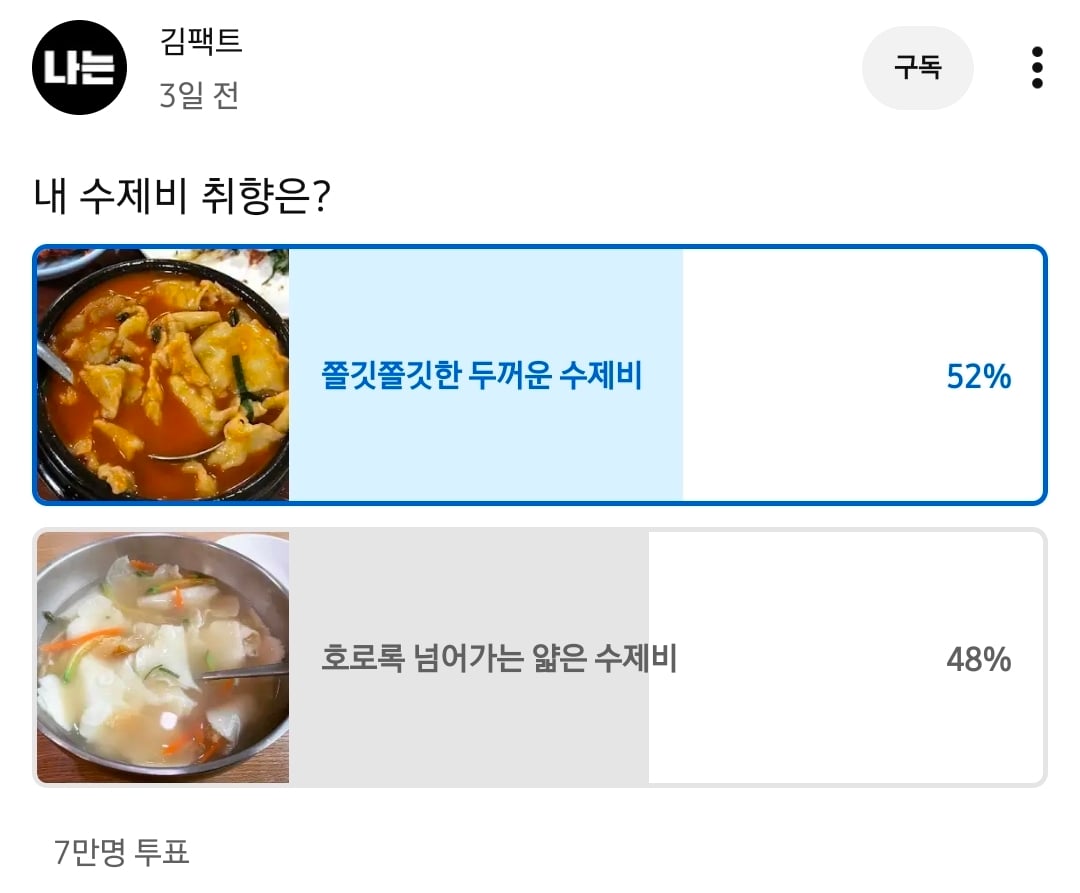 나는
김팩트
3일 전
구독
내 수제비 취향은?
쫄깃쫄깃한 두꺼운 수제비
52%
호로록 넘어가는 얇은 수제비
48%
7만명 투표